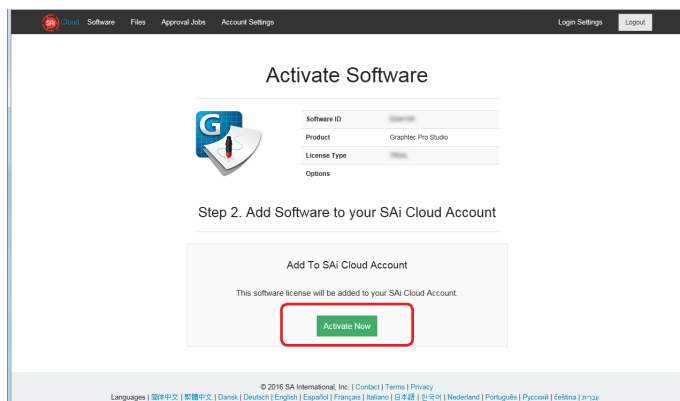 SAi Cloud Software Files Approval Jobs Account Settings Login Settings Logout
Activate Software
G
Software ID
Product Graphtec Pro Studio
License Type
Options
Step 2. Add Software to your SAi Cloud Account
Add To SAi Cloud Account
This software license will be added to your SAi Cloud Account.
Activate Now
© 2016 SA International, Inc. | Contact | Terms | Privacy
Languages | 简体中文 | 繁體中文 | Dansk | Deutsch | English | Español | Français | Italiano | 日本語 | 한국어 | Nederland | Português | Русский | čeština | עברית